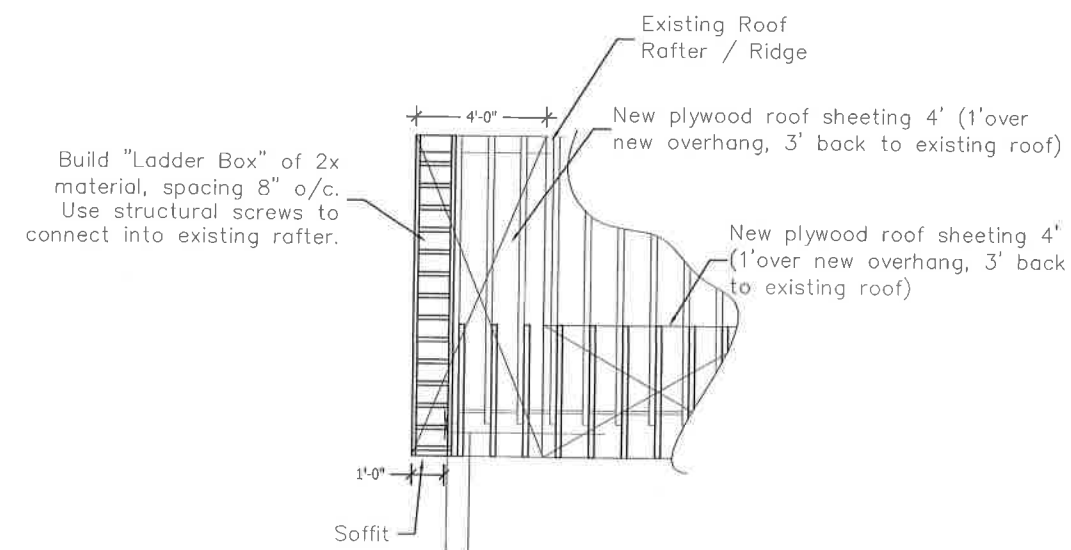 Existing Roof
Rafter / Ridge
4'-0"
New plywood roof sheeting 4' (1'over
new overhang, 3' back to existing roof)
Build "Ladder Box" of 2x
material, spacing 8" o/c.
Use structural screws to
connect into existing rafter.
New plywood roof sheeting 4'
(1'over new overhang, 3' back
to existing roof)
1'-0"
Soffit